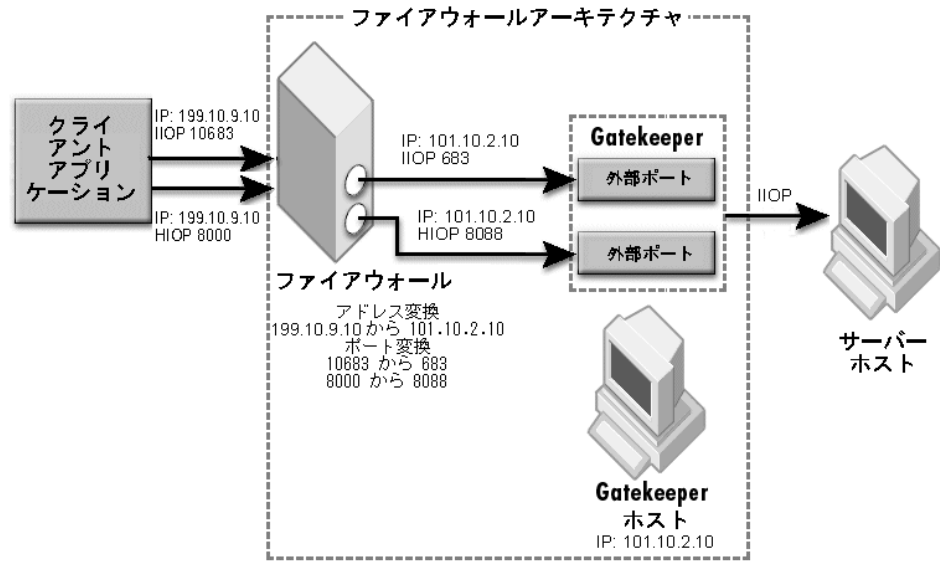 ファイアウォールアーキテクチャ
クライ
アント
アプリ
ケーション
IP: 199.10.9.10
IIOP 10683
IP: 199.10.9.10
HIOP 8000
IP: 101.10.2.10
IIOP 683
IP: 101.10.2.10
HIOP 8088
Gatekeeper
外部ポート
外部ポート
IIOP
ファイアウォール
アドレス変換
199.10.9.10 から 101.10.2.10
ポート変換
10683 から 683
8000 から 8088
サーバー
ホスト
Gatekeeper
ホスト
IP: 101.10.2.10